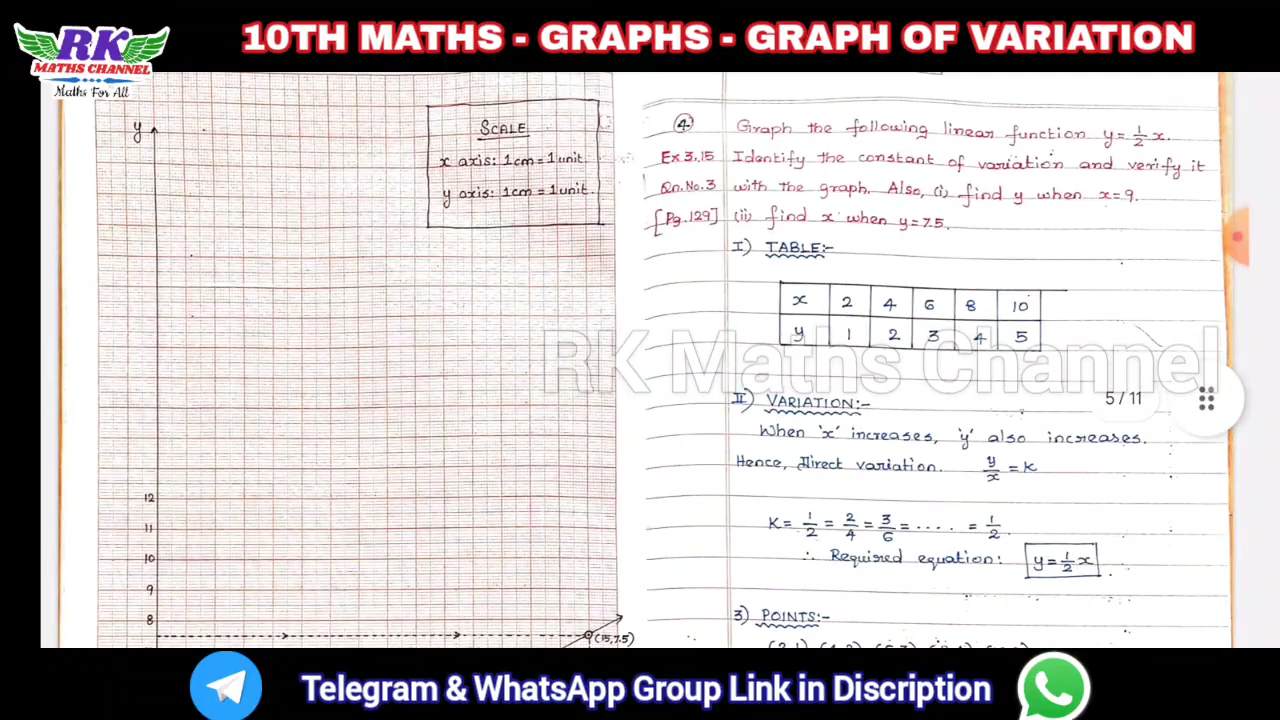 RK
MATHS CHANNEL
Maths For All
10TH MATHS - GRAPHS - GRAPH OF VARIATION
y
SCALE
x axis: 1cm = 1 unit
y axis: 1cm = 1 unit.
12
11
10
9
8
(15,7.5)
④ Graph the following linear function y = 1/2 x.
Ex 3.15 Identify the constant of variation and verify it
Qn.No.3 with the graph. Also, (i) find y when x=9.
[Pg.129] (ii) find x when y=7.5.
I) TABLE:-
x 2 4 6 8 10
y 1 2 3 4 5
RK Maths Channel
5 / 11
II) VARIATION:-
When 'x' increases, 'y' also increases.
Hence, Direct variation. y/x = K
K = 1/2 = 2/4 = 3/6 = .... = 1/2
∴ Required equation: y = 1/2 x
3) POINTS:-
Telegram & WhatsApp Group Link in Discription